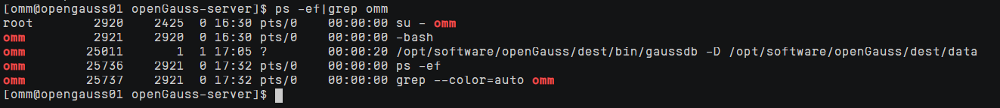 [omm@opengauss01 openGauss-server]$ ps -ef|grep omm
root        2920    2425  0 16:30 pts/0    00:00:00 su - omm
omm         2921    2920  0 16:30 pts/0    00:00:00 -bash
omm        25011       1  1 17:05 ?        00:00:20 /opt/software/openGauss/dest/bin/gaussdb -D /opt/software/openGauss/dest/data
omm        25736    2921  0 17:32 pts/0    00:00:00 ps -ef
omm        25737    2921  0 17:32 pts/0    00:00:00 grep --color=auto omm
[omm@opengauss01 openGauss-server]$